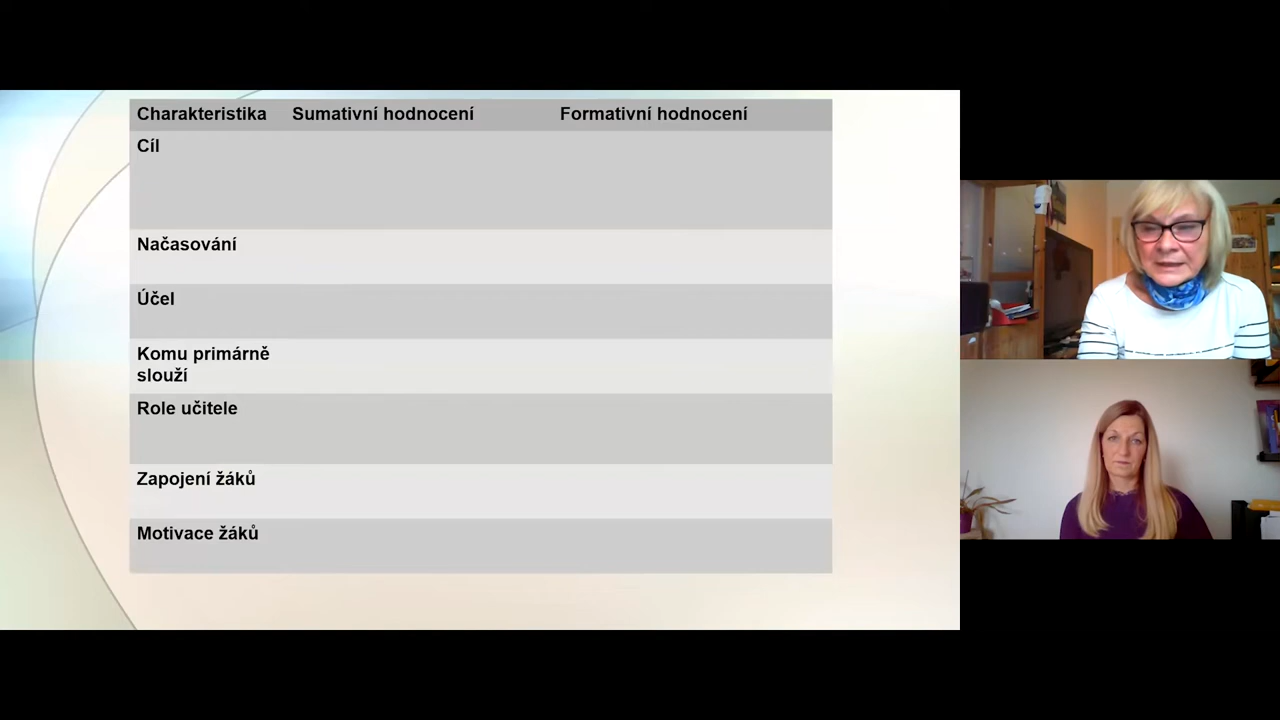 Charakteristika Sumativní hodnocení Formativní hodnocení
Cíl
Načasování
Účel
Komu primárně
slouží
Role učitele
Zapojení žáků
Motivace žáků